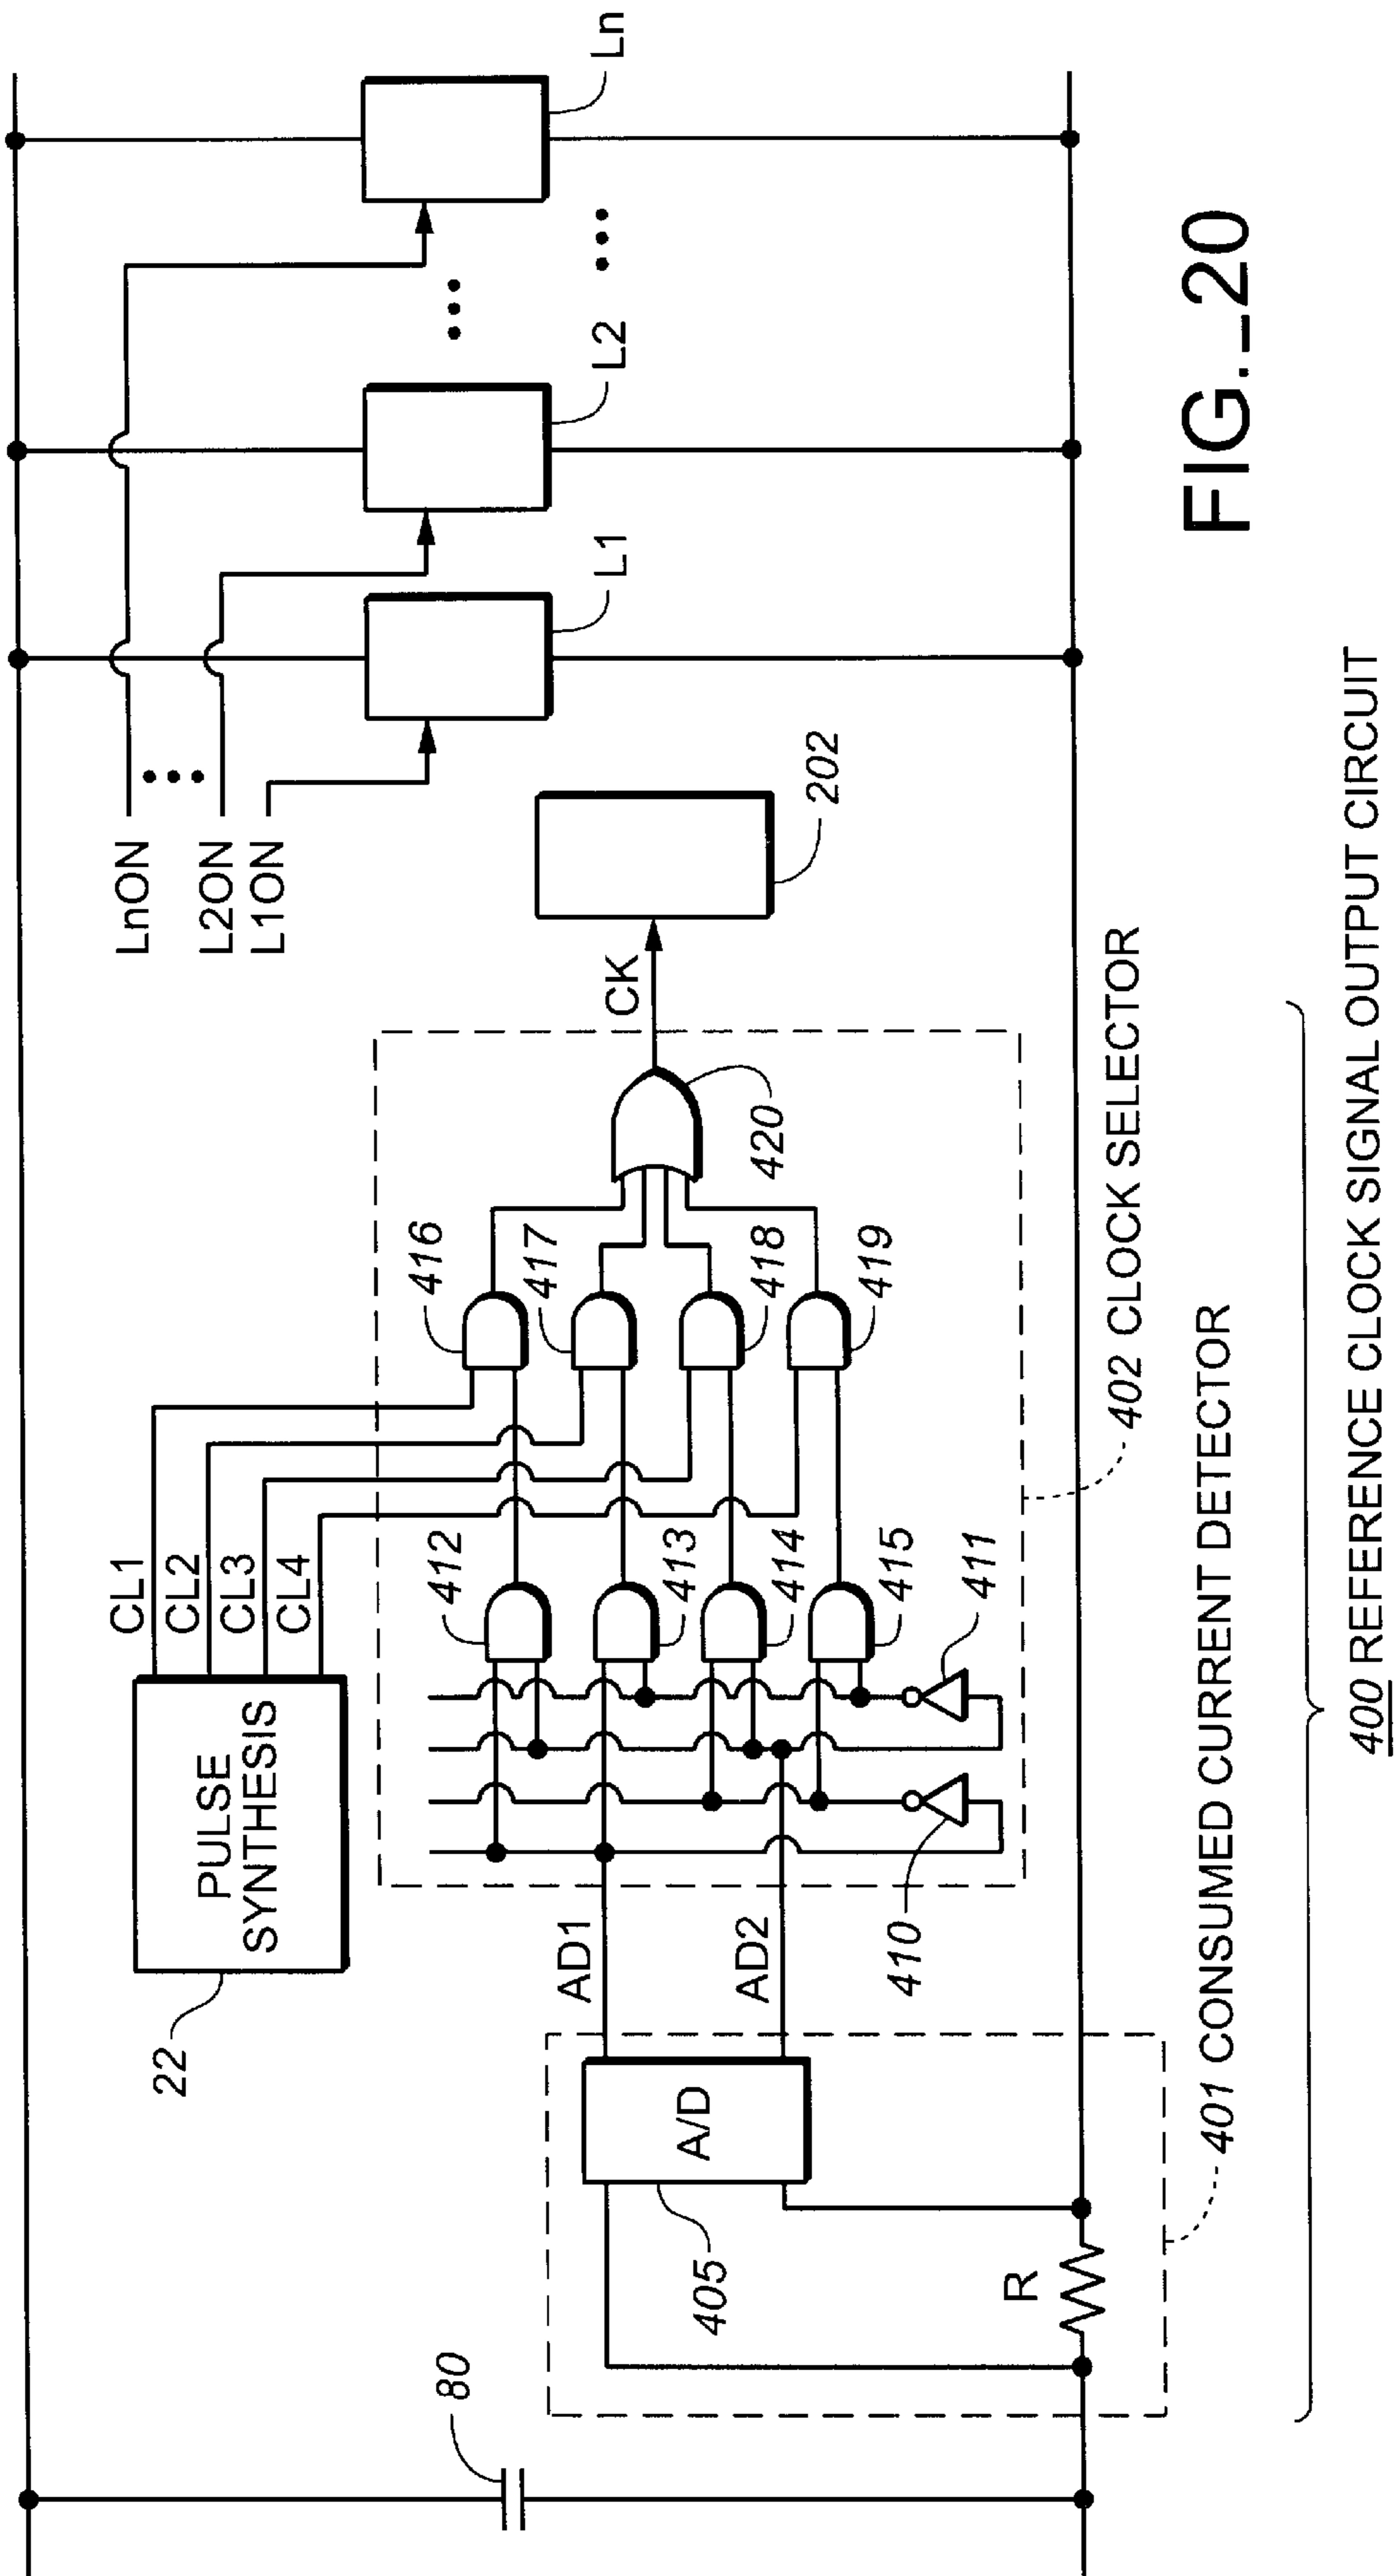 LnON
L2ON
L1ON
Ln
L2
L1
CL1
CL2
CL3
CL4
PULSE
SYNTHESIS
22
202
CK
416
417
418
419
420
412
413
414
415
411
410
AD1
AD2
A/D
405
R
80
402 CLOCK SELECTOR
401 CONSUMED CURRENT DETECTOR
400 REFERENCE CLOCK SIGNAL OUTPUT CIRCUIT
FIG._20